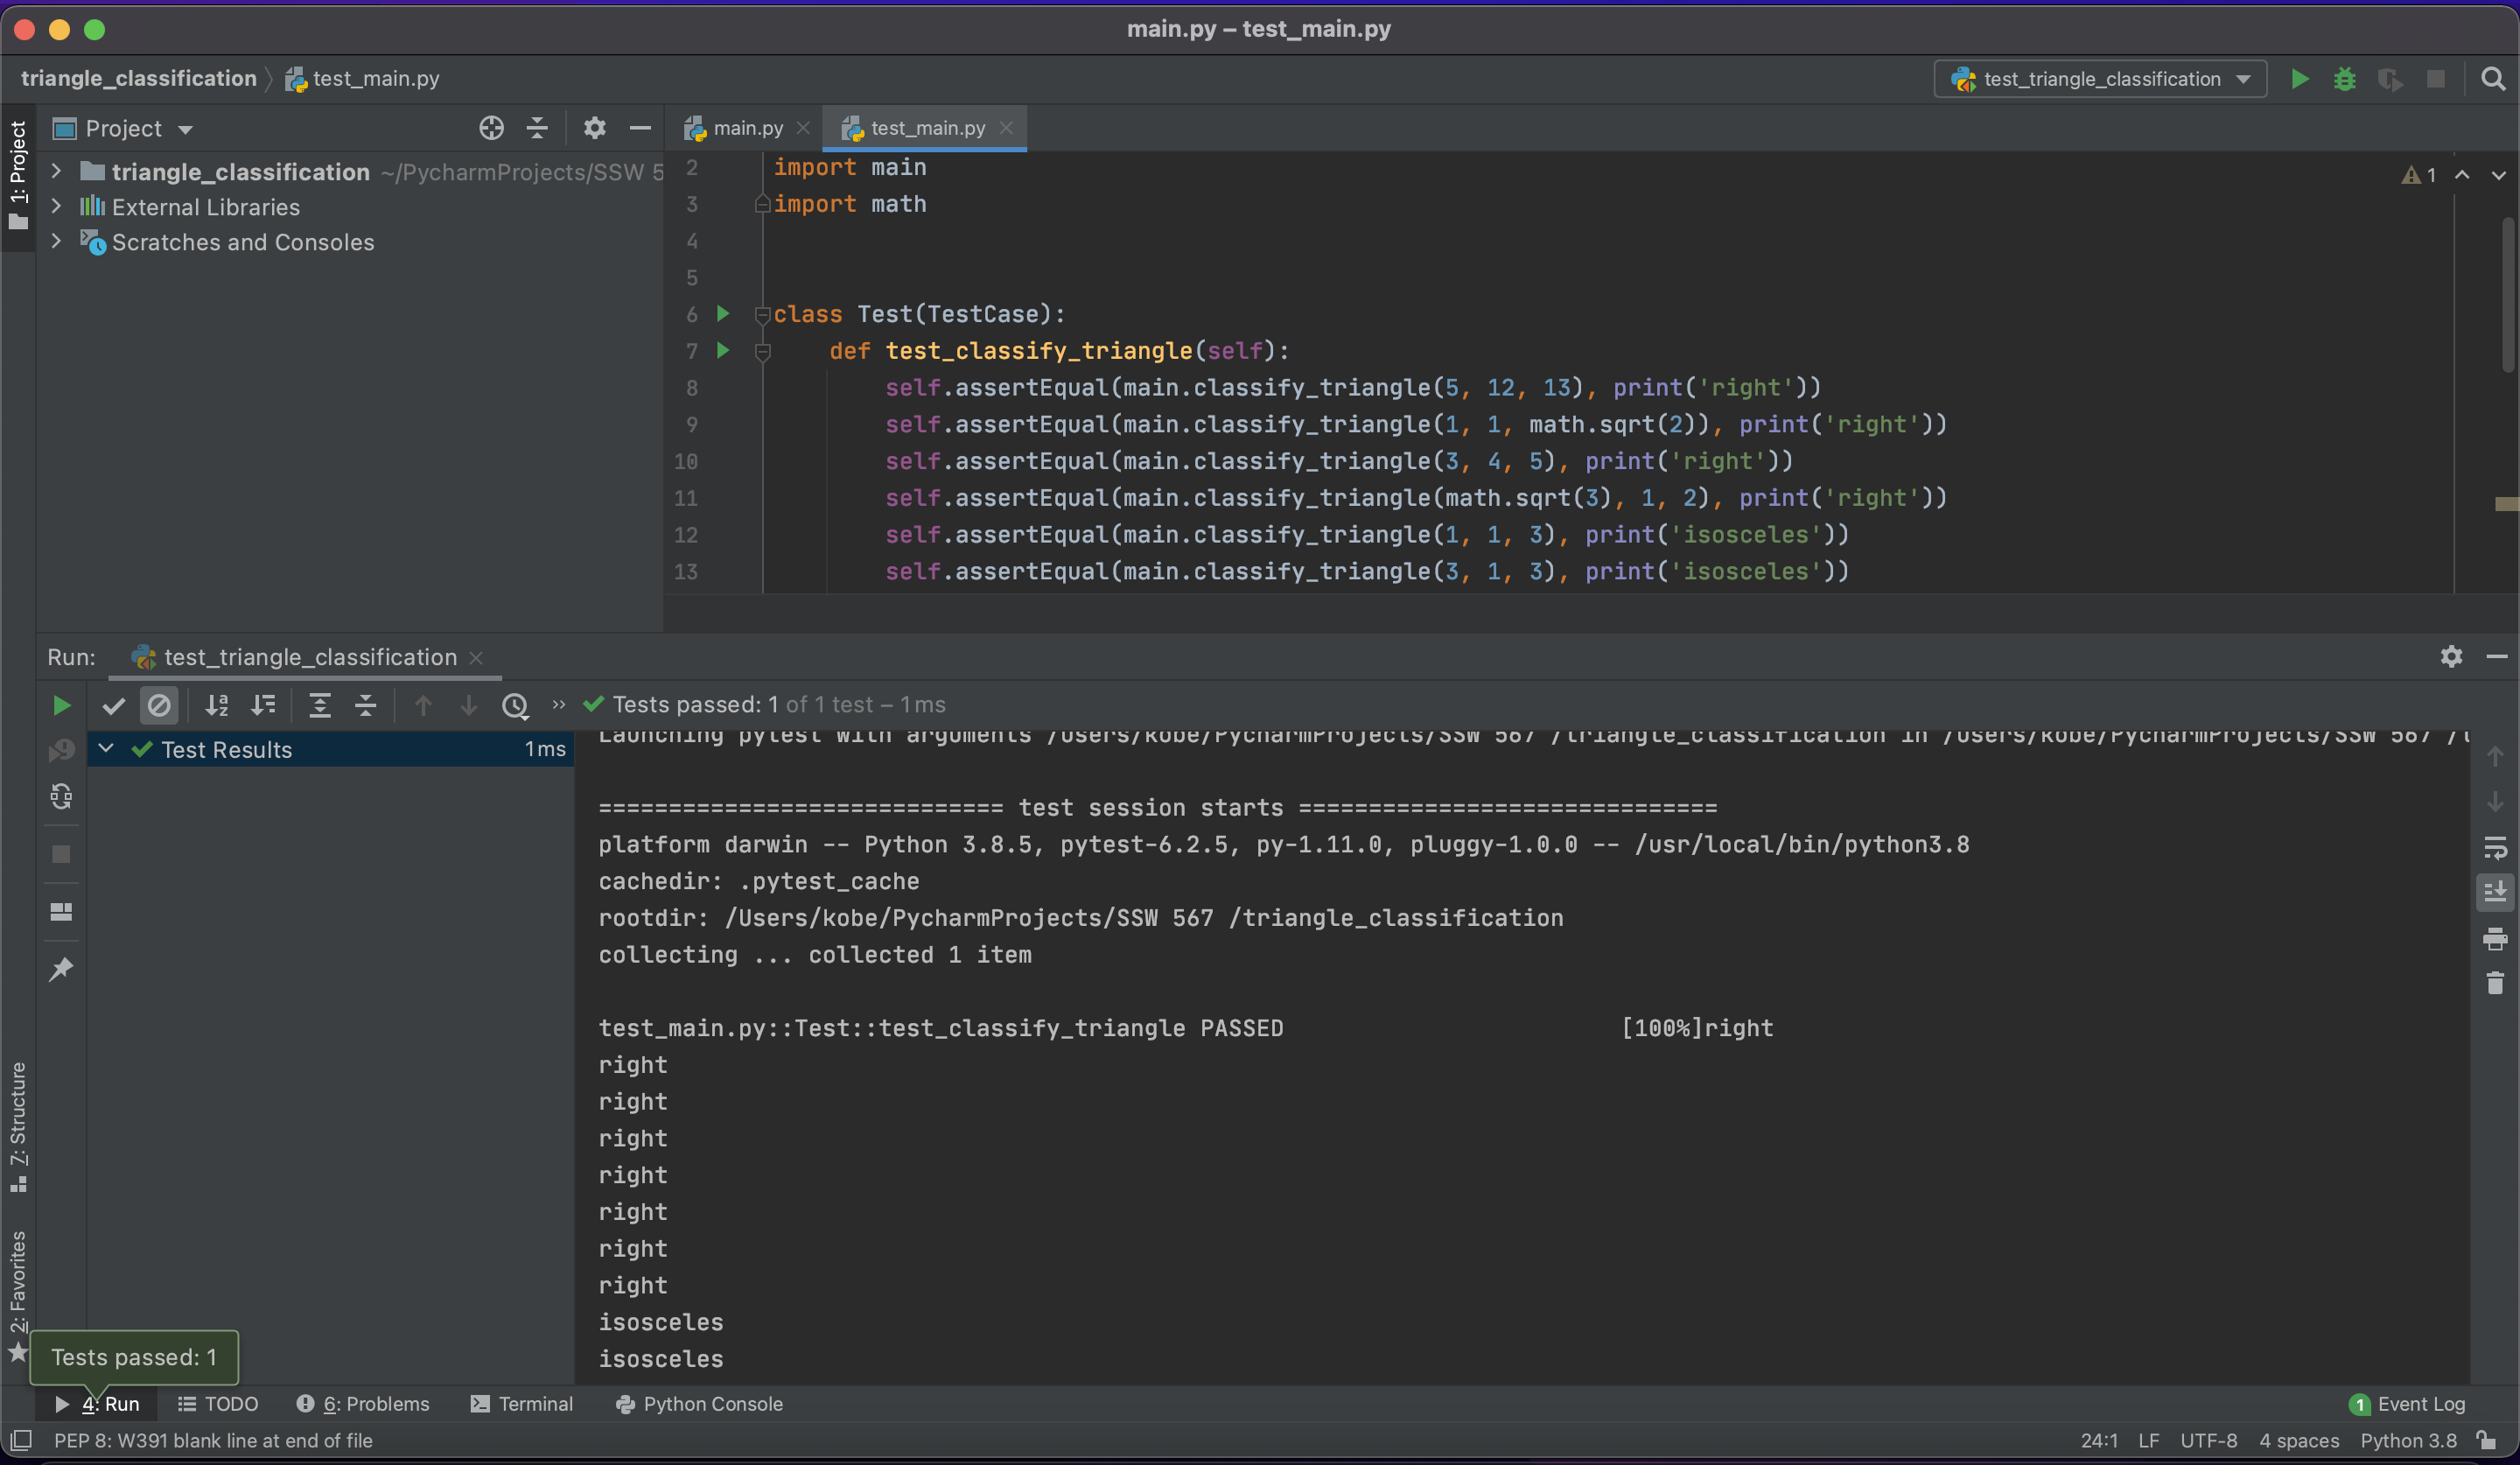 main.py – test_main.py
triangle_classification test_main.py
test_triangle_classification
1: Project
Project
triangle_classification ~/PycharmProjects/SSW 5
External Libraries
Scratches and Consoles
main.py test_main.py
1
2 import main
3 import math
4
5
6 class Test(TestCase):
7 def test_classify_triangle(self):
8 self.assertEqual(main.classify_triangle(5, 12, 13), print('right'))
9 self.assertEqual(main.classify_triangle(1, 1, math.sqrt(2)), print('right'))
10 self.assertEqual(main.classify_triangle(3, 4, 5), print('right'))
11 self.assertEqual(main.classify_triangle(math.sqrt(3), 1, 2), print('right'))
12 self.assertEqual(main.classify_triangle(1, 1, 3), print('isosceles'))
13 self.assertEqual(main.classify_triangle(3, 1, 3), print('isosceles'))
Run: test_triangle_classification
Tests passed: 1 of 1 test – 1 ms
Test Results 1 ms
Launching pytest with arguments /Users/kobe/PycharmProjects/SSW 567 /triangle_classification in /Users/kobe/PycharmProjects/SSW 567 /t
============================= test session starts ==============================
platform darwin -- Python 3.8.5, pytest-6.2.5, py-1.11.0, pluggy-1.0.0 -- /usr/local/bin/python3.8
cachedir: .pytest_cache
rootdir: /Users/kobe/PycharmProjects/SSW 567 /triangle_classification
collecting ... collected 1 item
test_main.py::Test::test_classify_triangle PASSED [100%]right
right
right
right
right
right
right
right
isosceles
isosceles
7: Structure
2: Favorites
Tests passed: 1
4: Run TODO 6: Problems Terminal Python Console 1 Event Log
PEP 8: W391 blank line at end of file 24:1 LF UTF-8 4 spaces Python 3.8